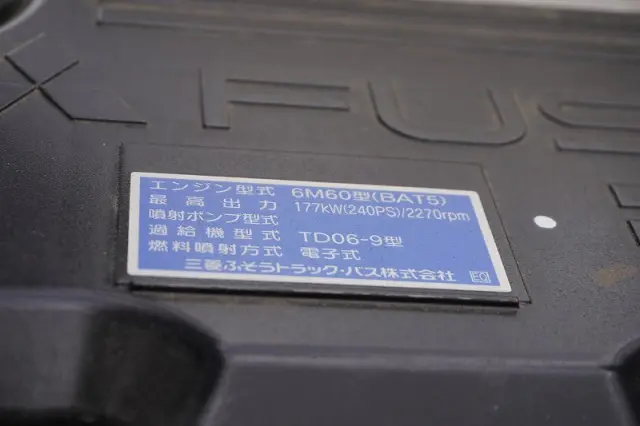 FUS
エンジン型式 6M60型(BAT5)
最高出力 177kW(240PS)/2270rpm
噴射ポンプ型式
過給機型式 TD06-9型
燃料噴射方式 電子式
三菱ふそうトラック・バス株式会社 EG